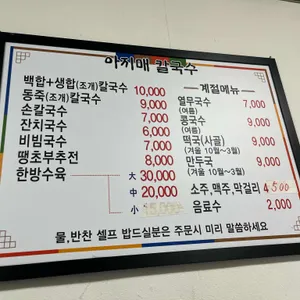 아지매 칼국수
백합+생합(조개)칼국수 10,000
동죽(조개)칼국수 9,000
손칼국수 7,000
잔치국수 6,000
비빔국수 7,000
땡초부추전 8,000
한방수육 大 30,000
中 20,000
小
계절메뉴
열무국수 7,000
(여름)
콩국수 9,000
(여름)
떡국(사골) 9,000
(겨울 10월~3월)
만두국 9,000
(겨울 10월~3월)
소주,맥주,막걸리 4500
음료수 2,000
물,반찬 셀프 밥드실분은 주문시 미리 말씀하세요